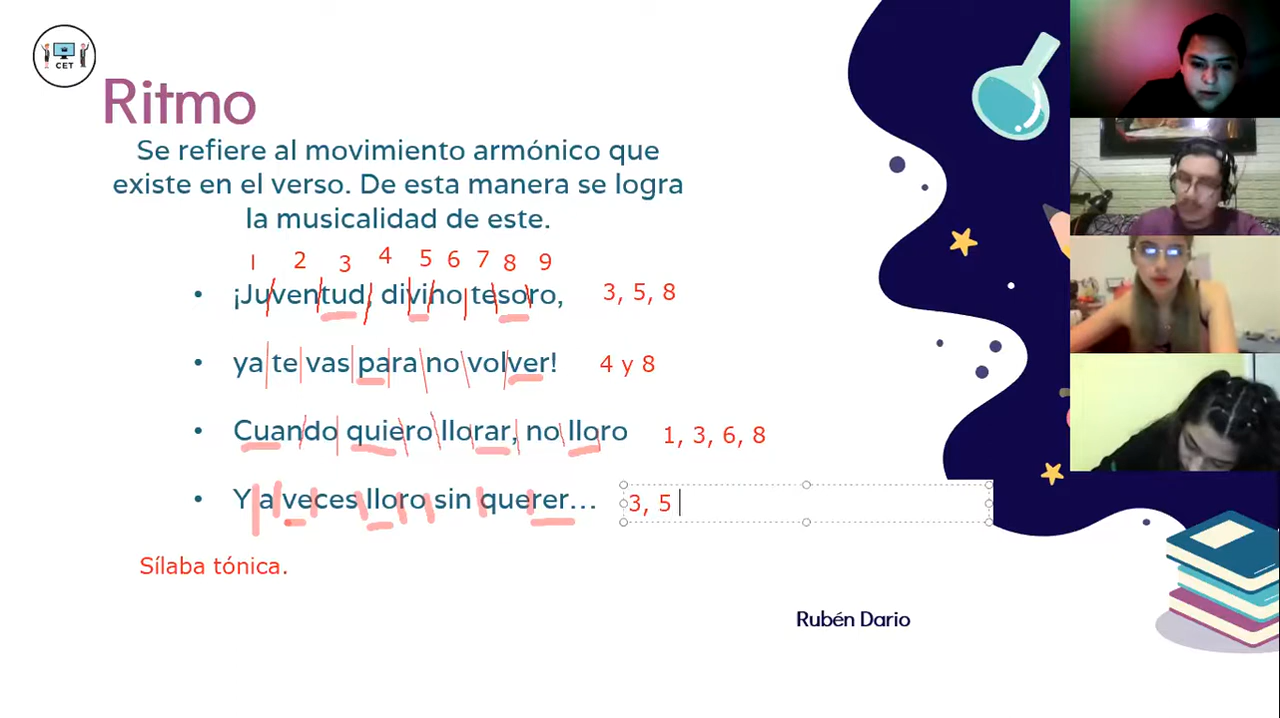 CET
Ritmo
Se refiere al movimiento armónico que
existe en el verso. De esta manera se logra
la musicalidad de este.
1 2 3 4 5 6 7 8 9
• ¡Juventud, divino tesoro, 3, 5, 8
• ya te vas para no volver! 4 y 8
• Cuando quiero llorar, no lloro 1, 3, 6, 8
• Y a veces lloro sin querer... 3, 5
Sílaba tónica.
Rubén Dario